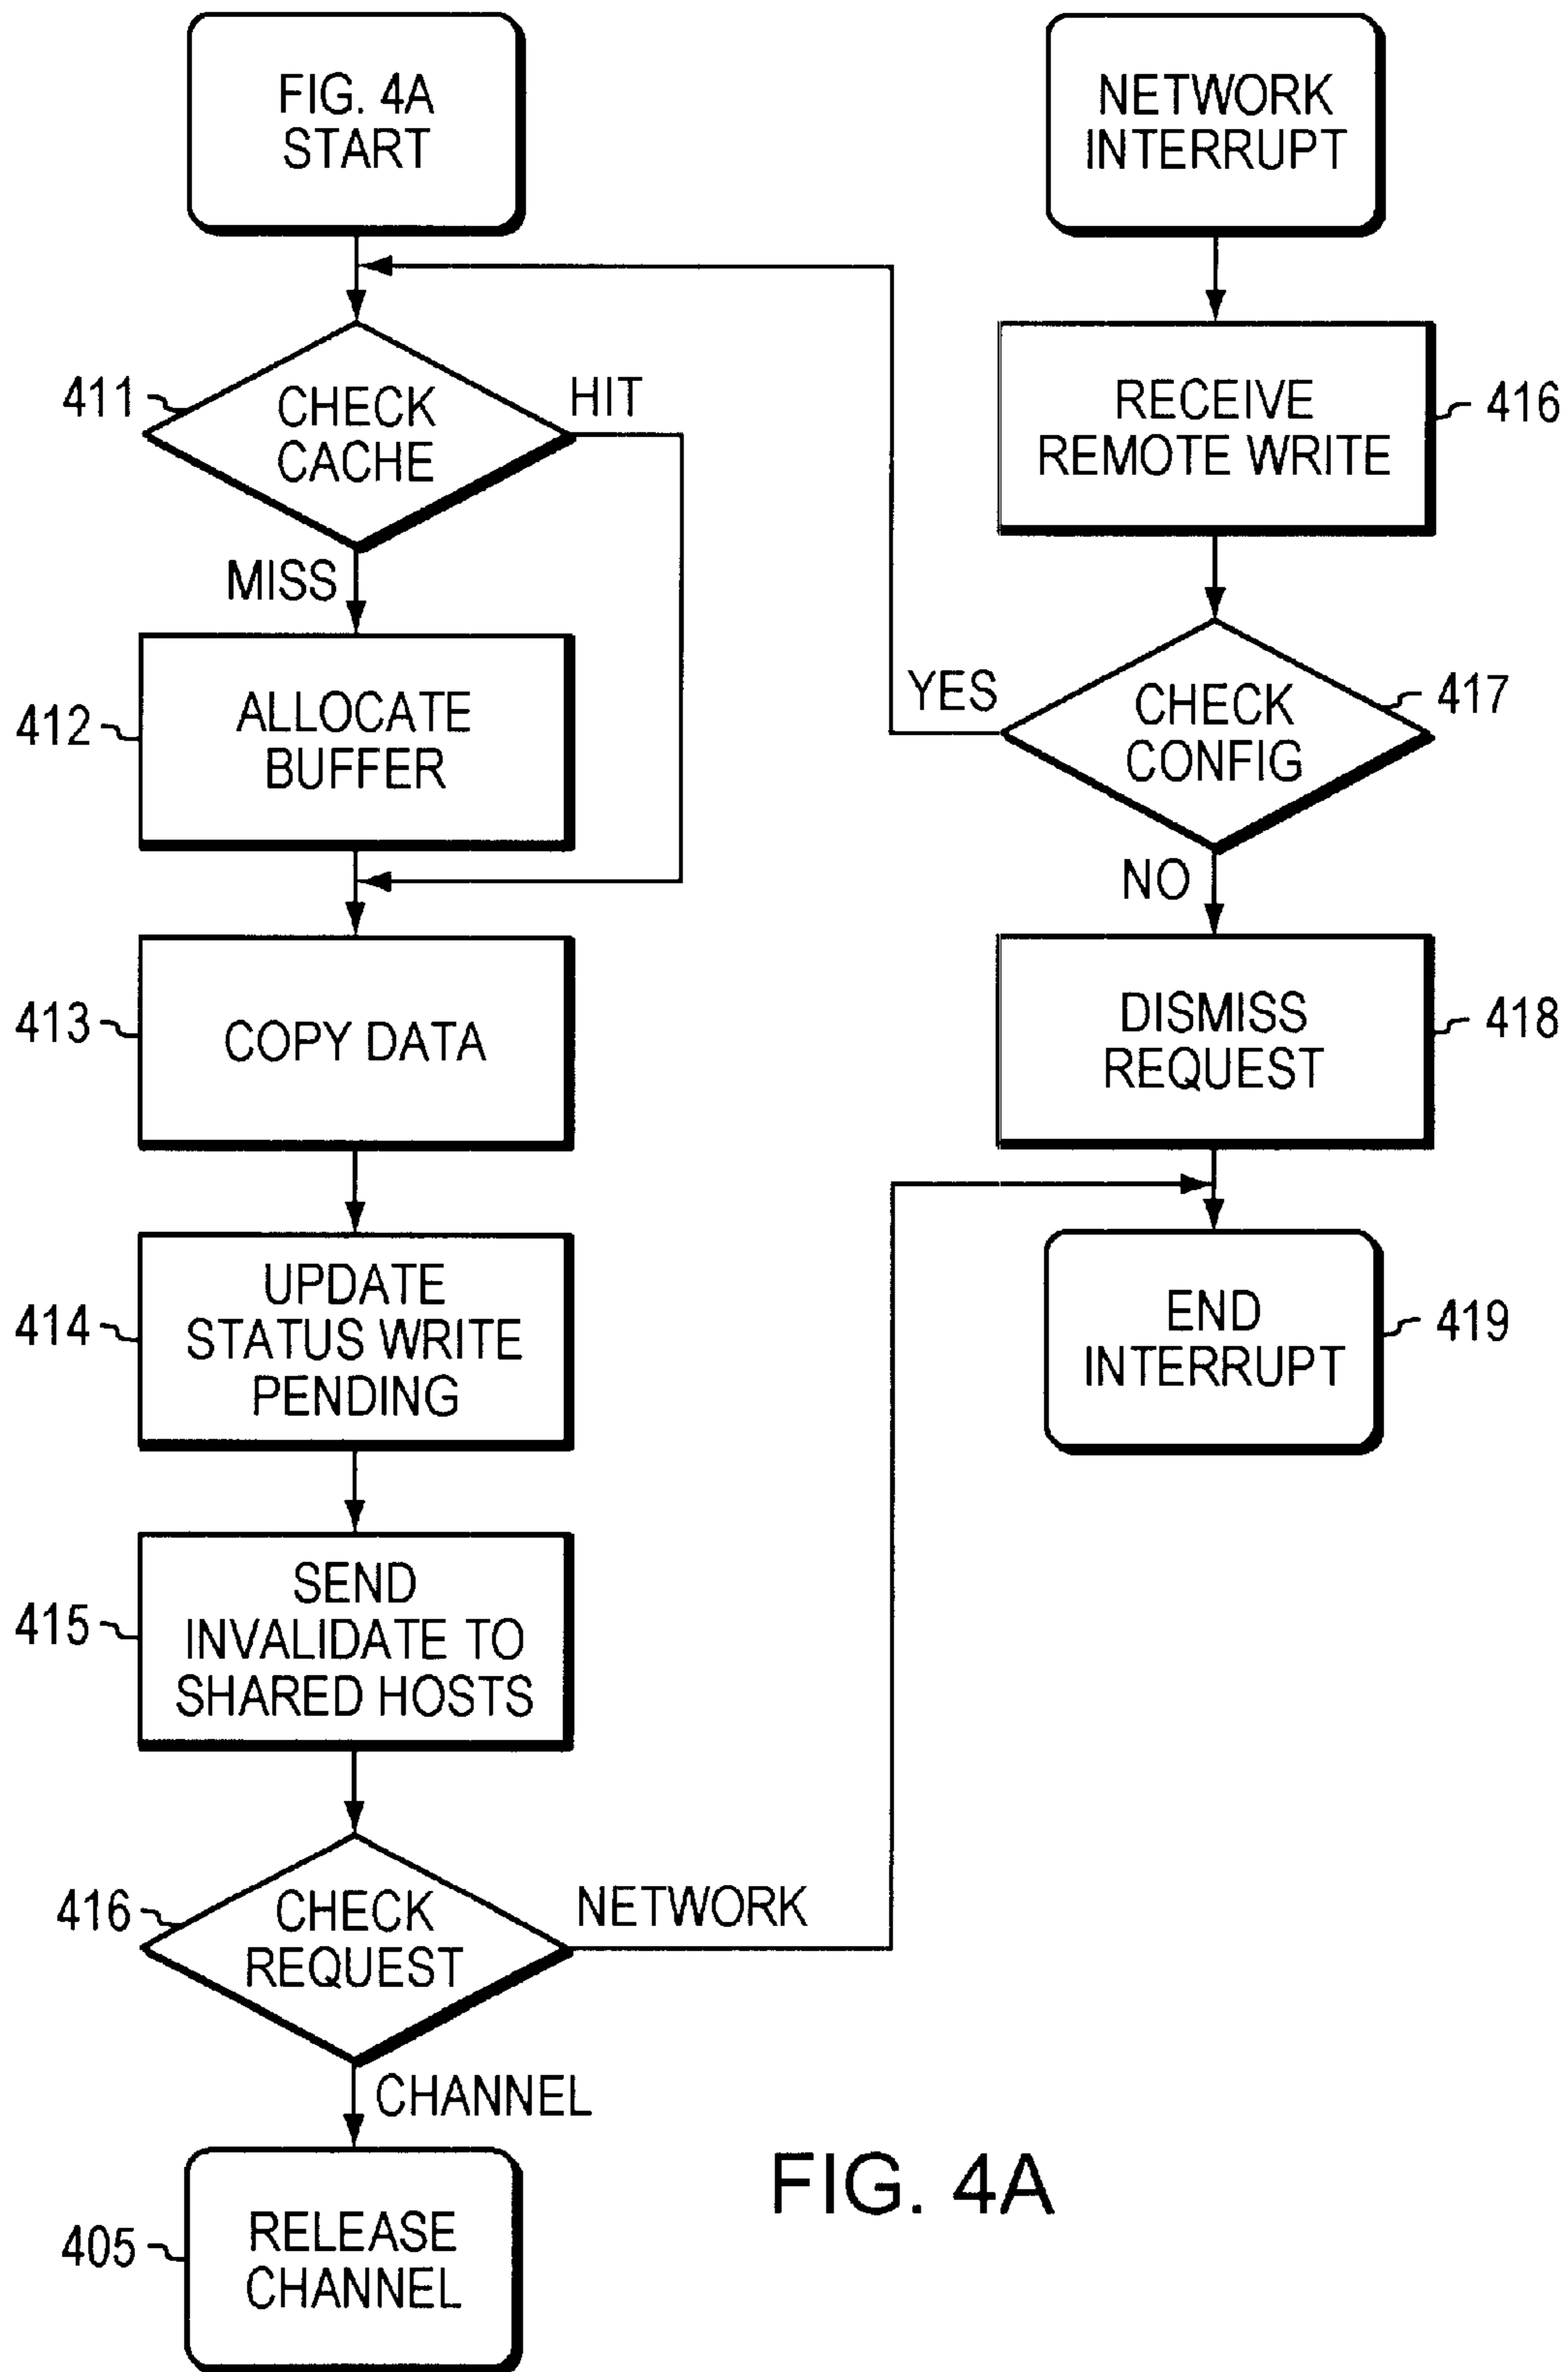 FIG. 4A
START
411
CHECK
CACHE
HIT
MISS
412
ALLOCATE
BUFFER
413
COPY DATA
414
UPDATE
STATUS WRITE
PENDING
415
SEND
INVALIDATE TO
SHARED HOSTS
416
CHECK
REQUEST
NETWORK
CHANNEL
405
RELEASE
CHANNEL
NETWORK
INTERRUPT
RECEIVE
REMOTE WRITE
416
YES
CHECK
CONFIG
417
NO
DISMISS
REQUEST
418
END
INTERRUPT
419
FIG. 4A